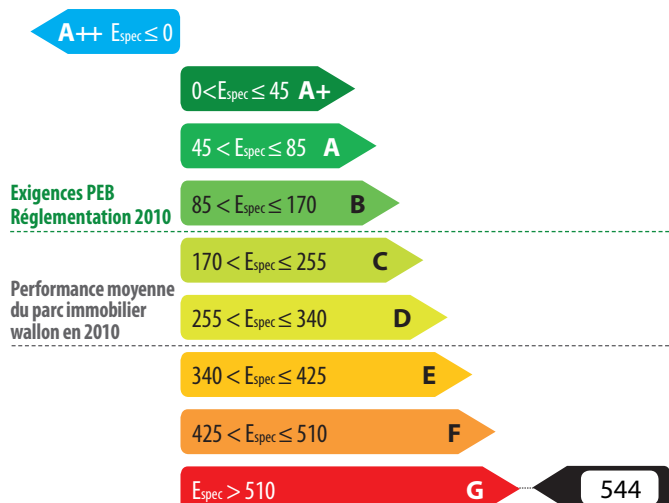 A++ Espec ≤ 0
0<Espec ≤ 45 A+
45 < Espec ≤ 85 A
Exigences PEB
Réglementation 2010
85 < Espec ≤ 170 B
170 < Espec ≤ 255 C
Performance moyenne
du parc immobilier
wallon en 2010
255 < Espec ≤ 340 D
340 < Espec ≤ 425 E
425 < Espec ≤ 510 F
Espec > 510 G 544